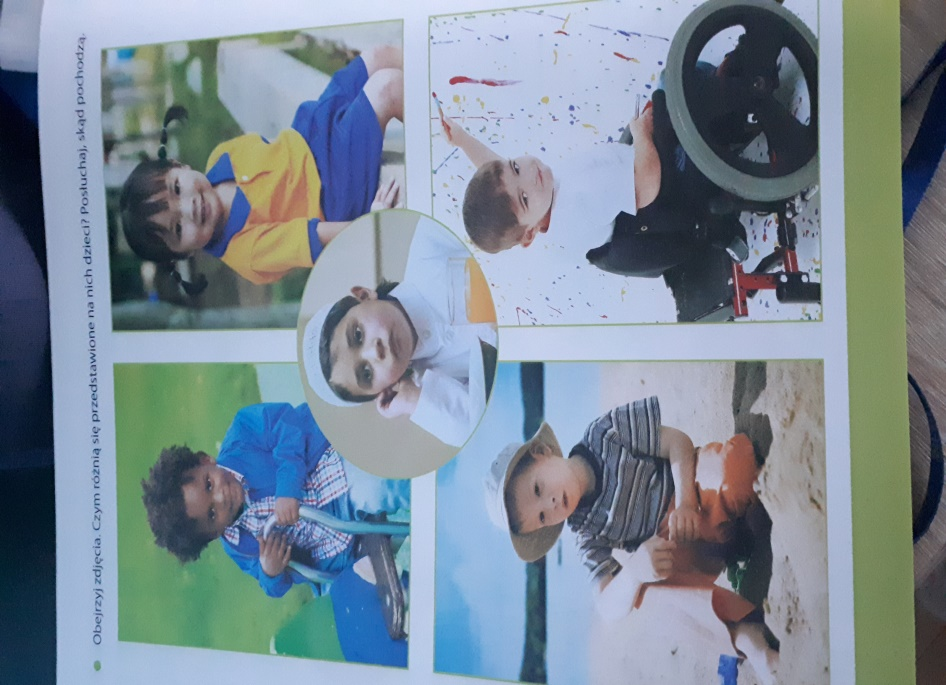 Obejrzyj zdjęcia. Czym różnią się przedstawione na nich dzieci? Posłuchaj, skąd pochodzą.